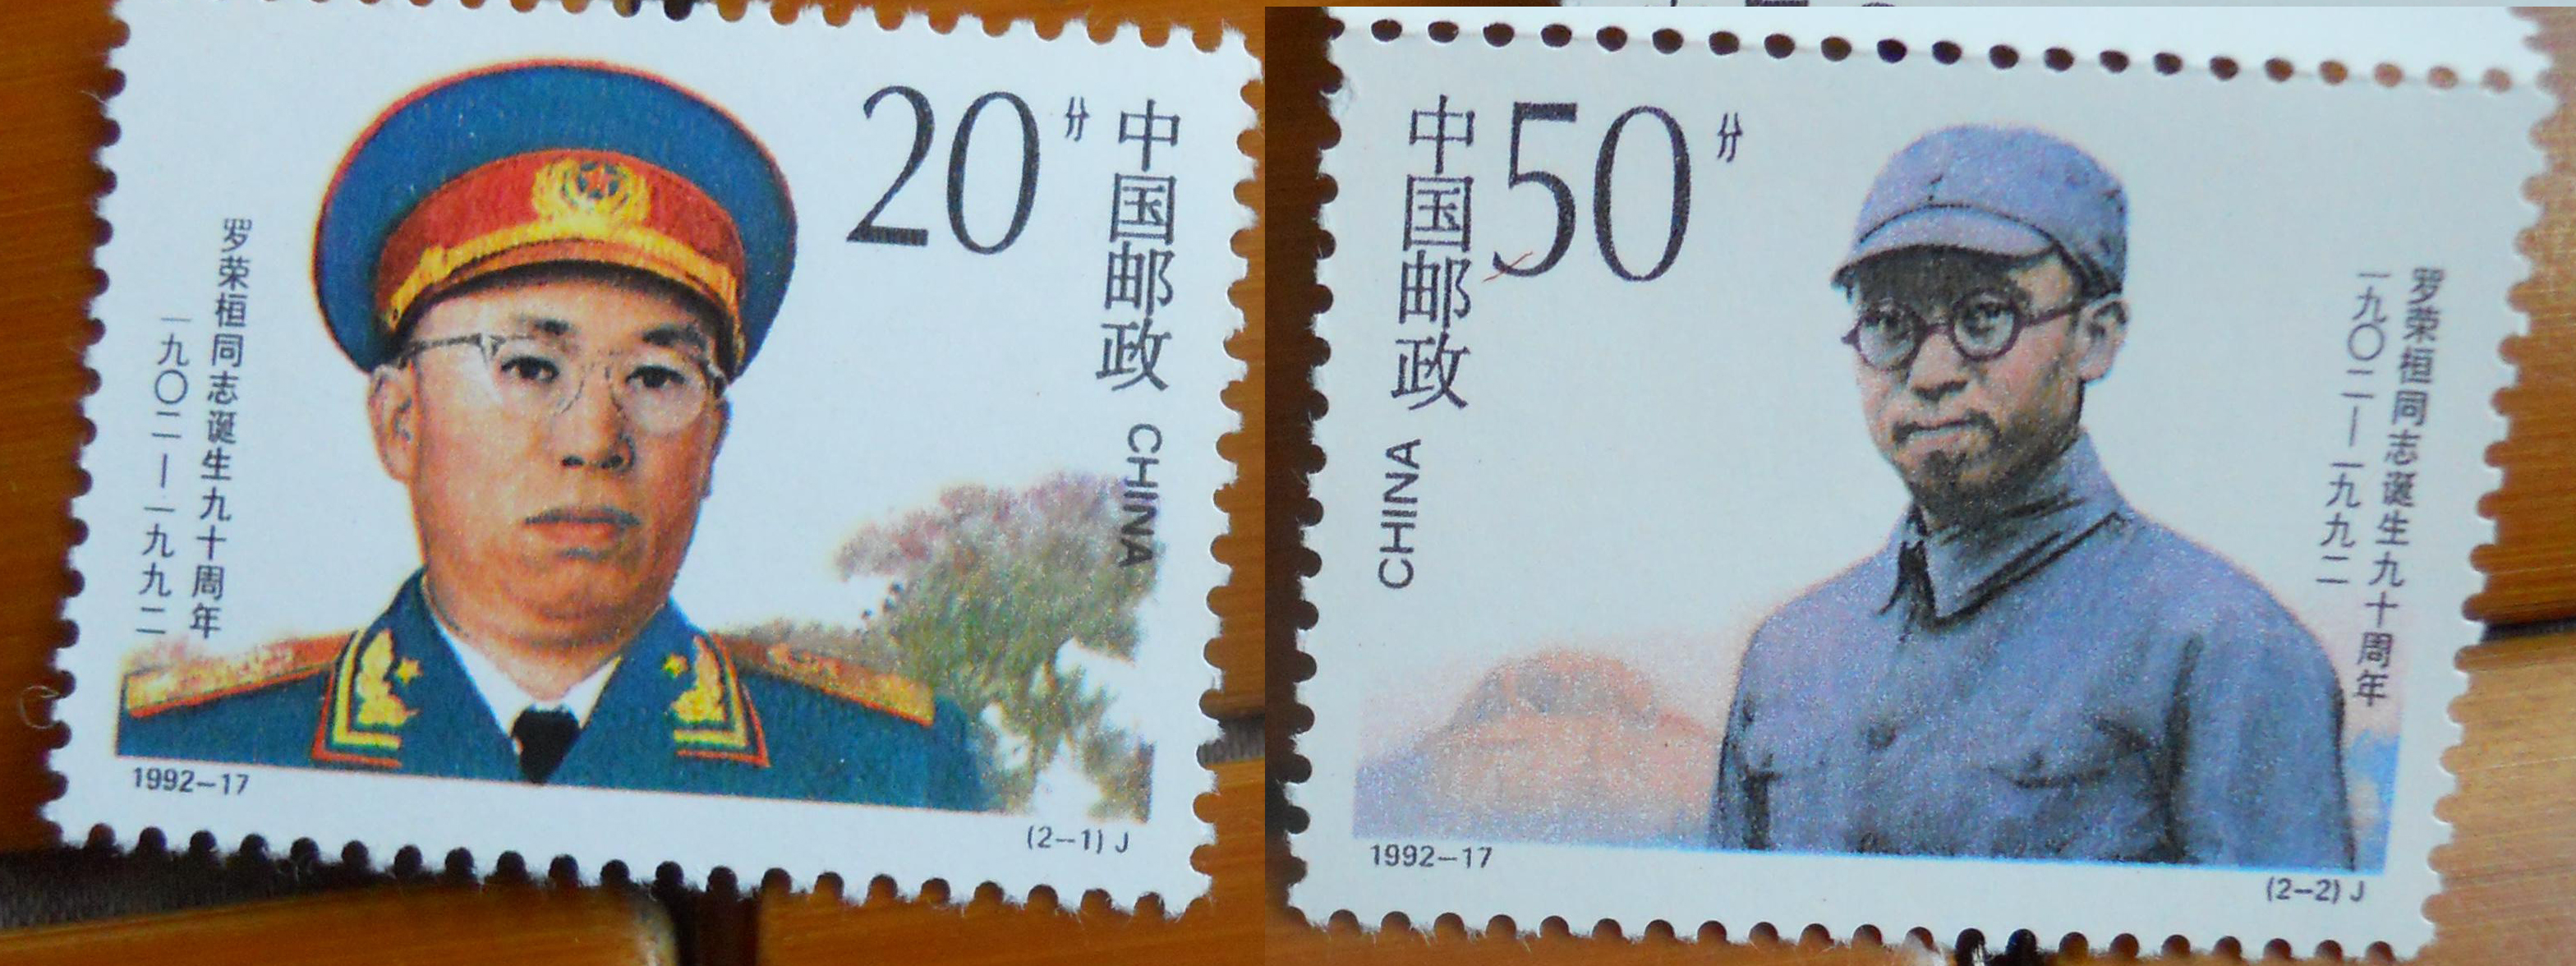 20分
中国邮政 CHINA
罗荣桓同志诞生九十周年
一九〇二—一九九二
1992-17
(2-1) J
中国邮政 CHINA
50分
罗荣桓同志诞生九十周年
一九〇二—一九九二
1992-17
(2-2) J